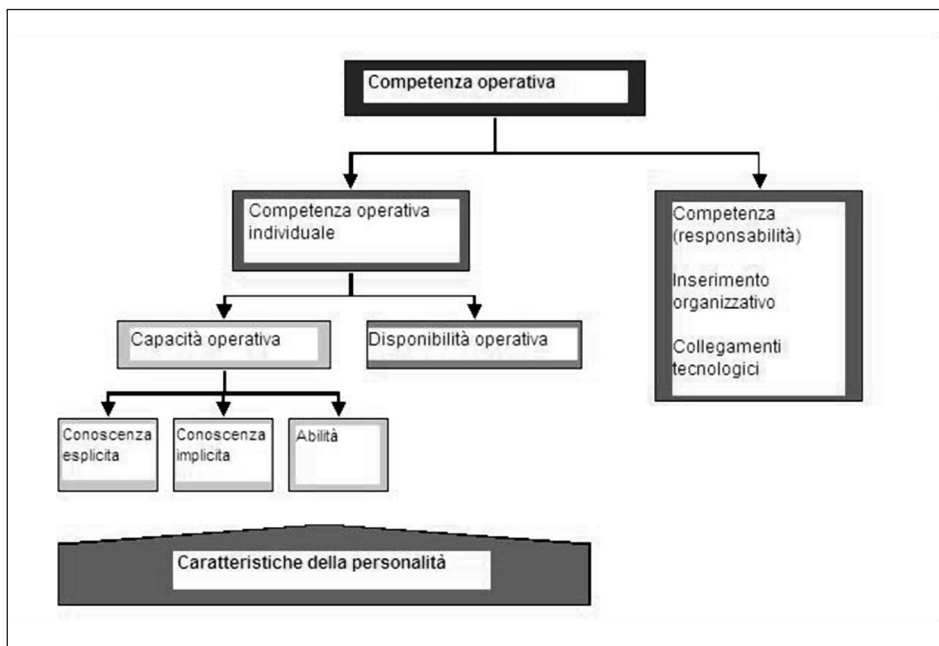 Competenza operativa
Competenza operativa
individuale
Competenza
(responsabilità)
Inserimento
organizzativo
Collegamenti
tecnologici
Capacità operativa
Disponibilità operativa
Conoscenza
esplicita
Conoscenza
implicita
Abilità
Caratteristiche della personalità